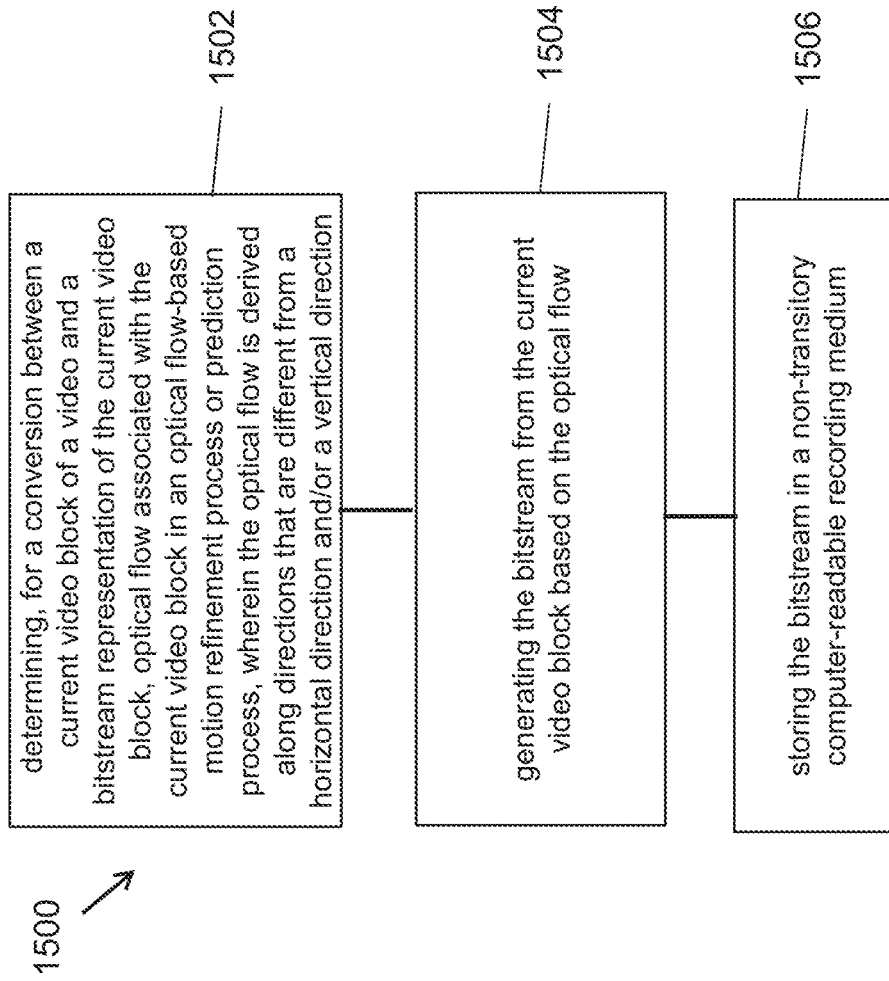 1500
determining, for a conversion between a
current video block of a video and a
bitstream representation of the current video
block, optical flow associated with the
current video block in an optical flow-based
motion refinement process or prediction
process, wherein the optical flow is derived
along directions that are different from a
horizontal direction and/or a vertical direction
1502
generating the bitstream from the current
video block based on the optical flow
1504
storing the bitstream in a non-transitory
computer-readable recording medium
1506